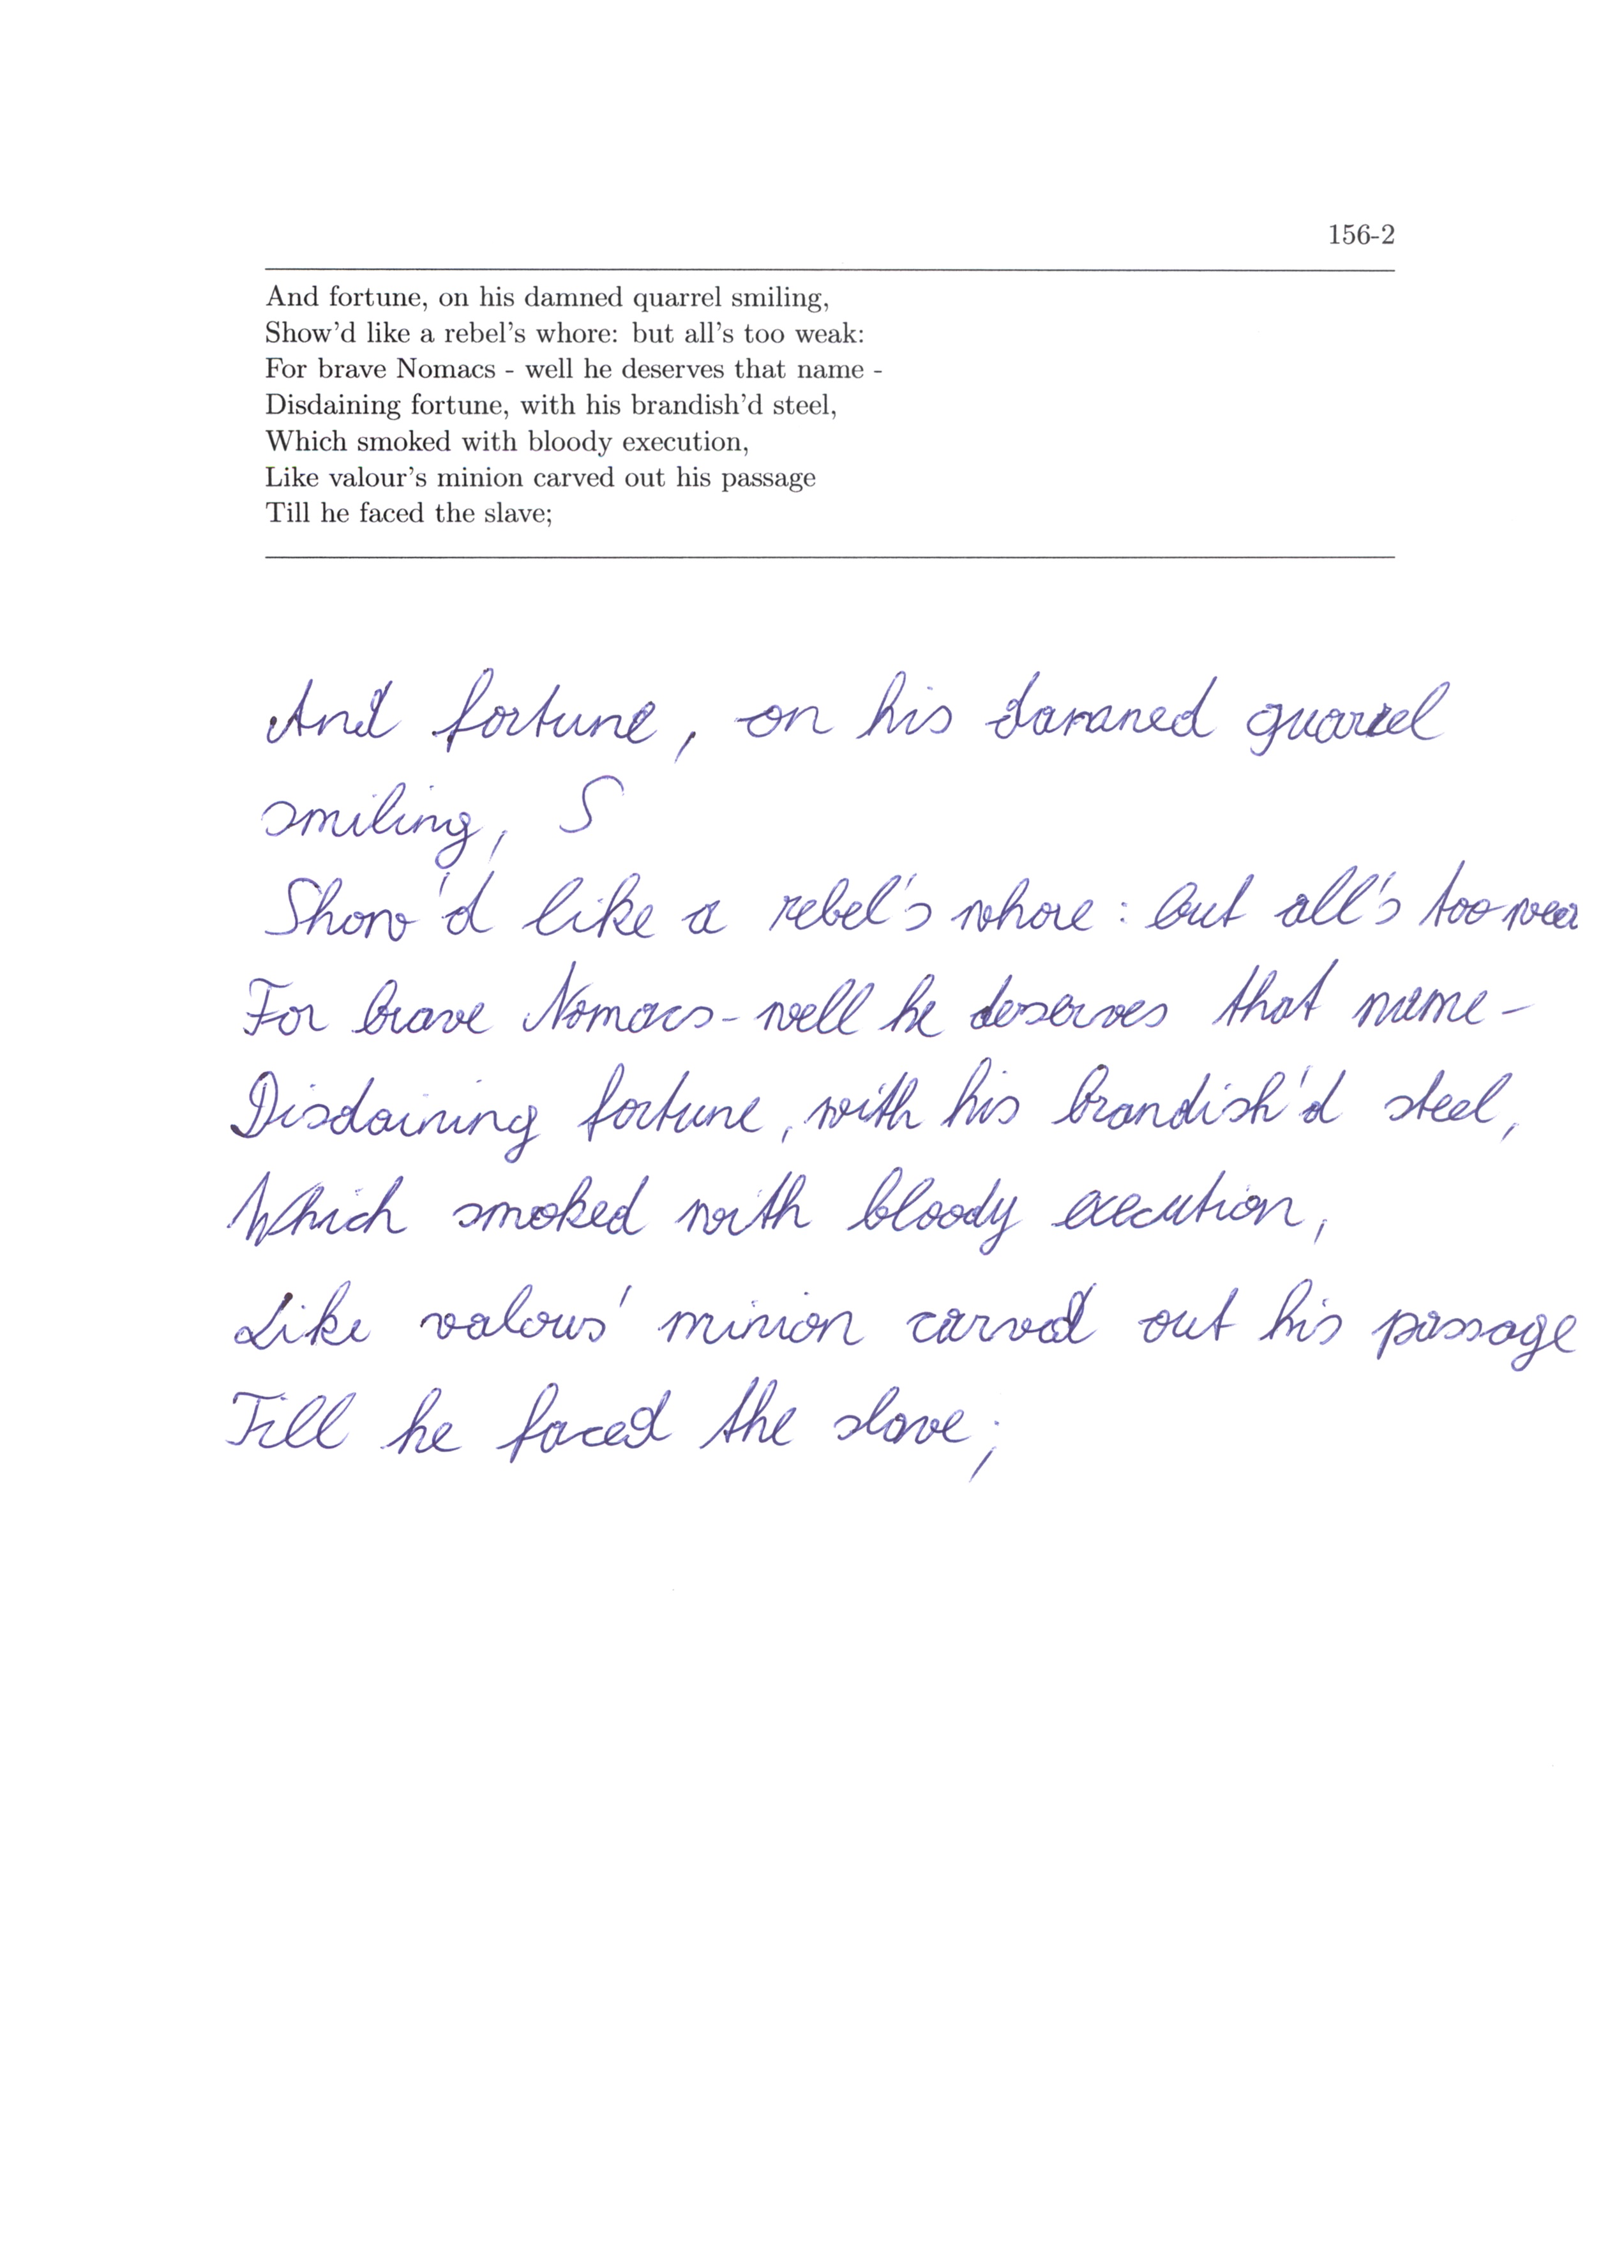 156-2
And fortune, on his damned quarrel smiling,
Show'd like a rebel's whore: but all's too weak:
For brave Nomacs - well he deserves that name -
Disdaining fortune, with his brandish'd steel,
Which smoked with bloody execution,
Like valour's minion carved out his passage
Till he faced the slave;
And fortune, on his damned quarrel
smiling, S
Show'd like a rebel's whore: but all's too wea
For brave Nomacs - well he deserves that name -
Disdaining fortune, with his brandish'd steel,
Which smoked with bloody execution,
Like valous' minion carved out his passage
Till he faced the slave;